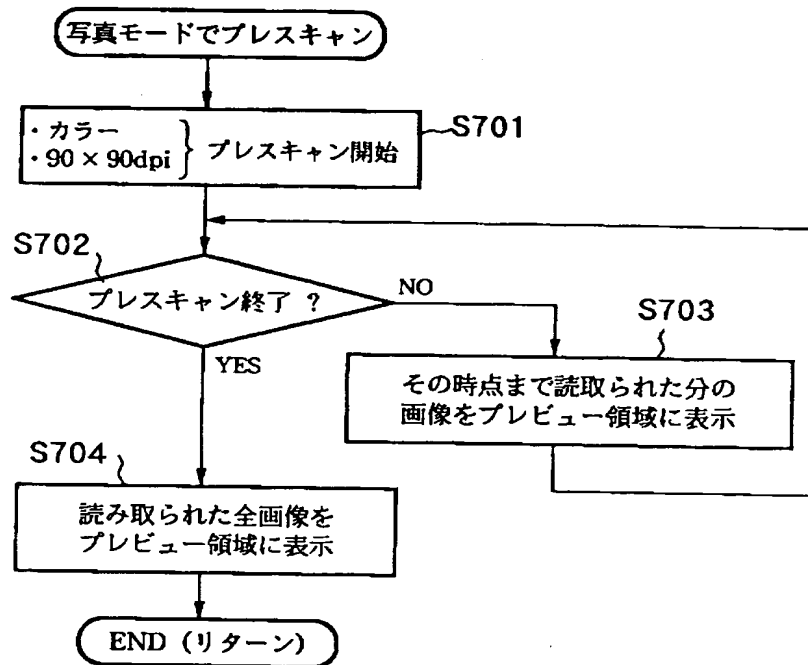 写真モードでプレスキャン
・カラー
・90×90dpi
プレスキャン開始
S701
S702
プレスキャン終了 ?
NO
YES
S703
その時点まで読取られた分の
画像をプレビュー領域に表示
S704
読み取られた全画像を
プレビュー領域に表示
END (リターン)